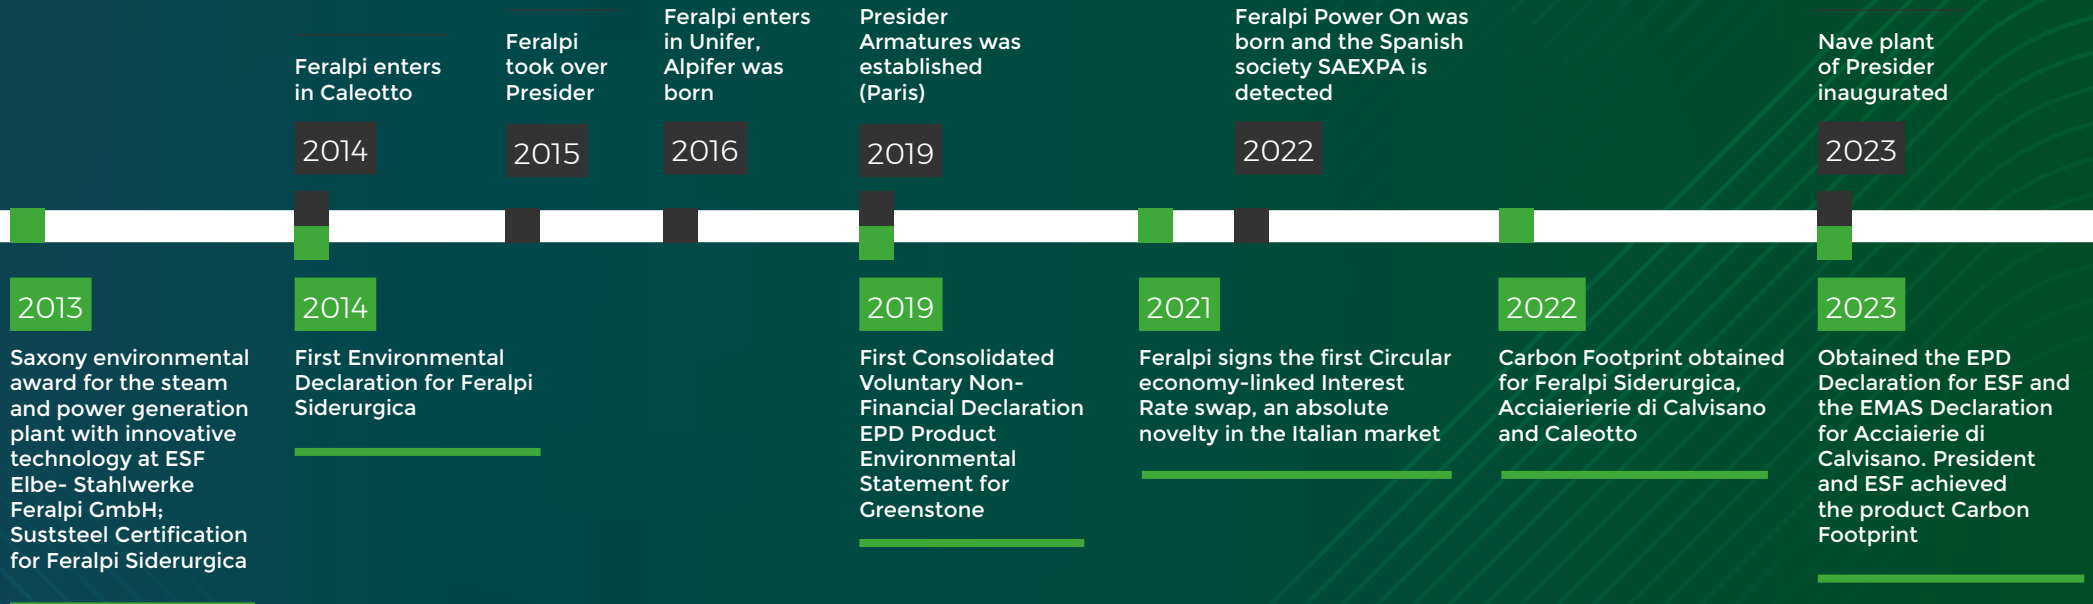 Feralpi enters
in Caleotto
2014
Feralpi
took over
Presider
2015
Feralpi enters
in Unifer,
Alpifer was
born
2016
Presider
Armatures was
established
(Paris)
2019
Feralpi Power On was
born and the Spanish
society SAEXPA is
detected
2022
Nave plant
of Presider
inaugurated
2023
2013
Saxony environmental
award for the steam
and power generation
plant with innovative
technology at ESF
Elbe- Stahlwerke
Feralpi GmbH;
Suststeel Certification
for Feralpi Siderurgica
2014
First Environmental
Declaration for Feralpi
Siderurgica
2019
First Consolidated
Voluntary Non-
Financial Declaration
EPD Product
Environmental
Statement for
Greenstone
2021
Feralpi signs the first Circular
economy-linked Interest
Rate swap, an absolute
novelty in the Italian market
2022
Carbon Footprint obtained
for Feralpi Siderurgica,
Acciaierierie di Calvisano
and Caleotto
2023
Obtained the EPD
Declaration for ESF and
the EMAS Declaration
for Acciaierie di
Calvisano. President
and ESF achieved
the product Carbon
Footprint